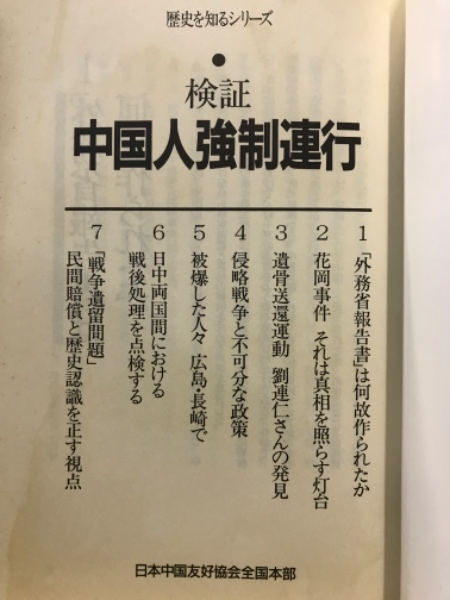 歴史を知るシリーズ
●
検証
中国人強制連行
1 「外務省報告書」は何故作られたか
2 花岡事件 それは真相を照らす灯台
3 遺骨送還運動 劉連仁さんの発見
4 侵略戦争と不可分な政策
5 被爆した人々 広島・長崎で
6 日中両国間における
戦後処理を点検する
7 「戦争遺留問題」
民間賠償と歴史認識を正す視点
日本中国友好協会全国本部